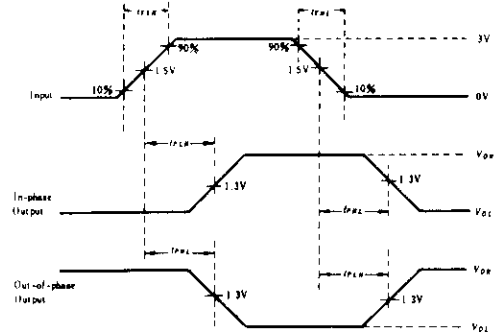 tTLH tTHL
90% 90% 3V
1.5V 1.5V
10% 10%
Input 0V
tPLH VOH
1.3V 1.3V
In-phase
Output tPHL VOL
tPHL tPLH VOH
Out-of-phase
Output 1.3V 1.3V
VOL